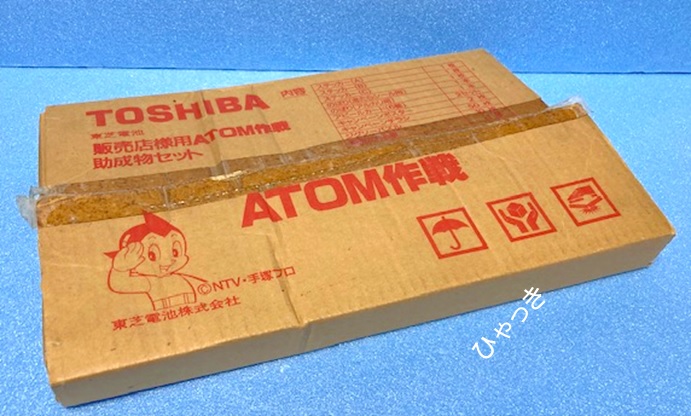 TOSHIBA
東芝電池
販売店様用ATOM作戦
助成物セット
内容
ATOM作戦
©NTV・手塚プロ
東芝電池株式会社
ひゃっき